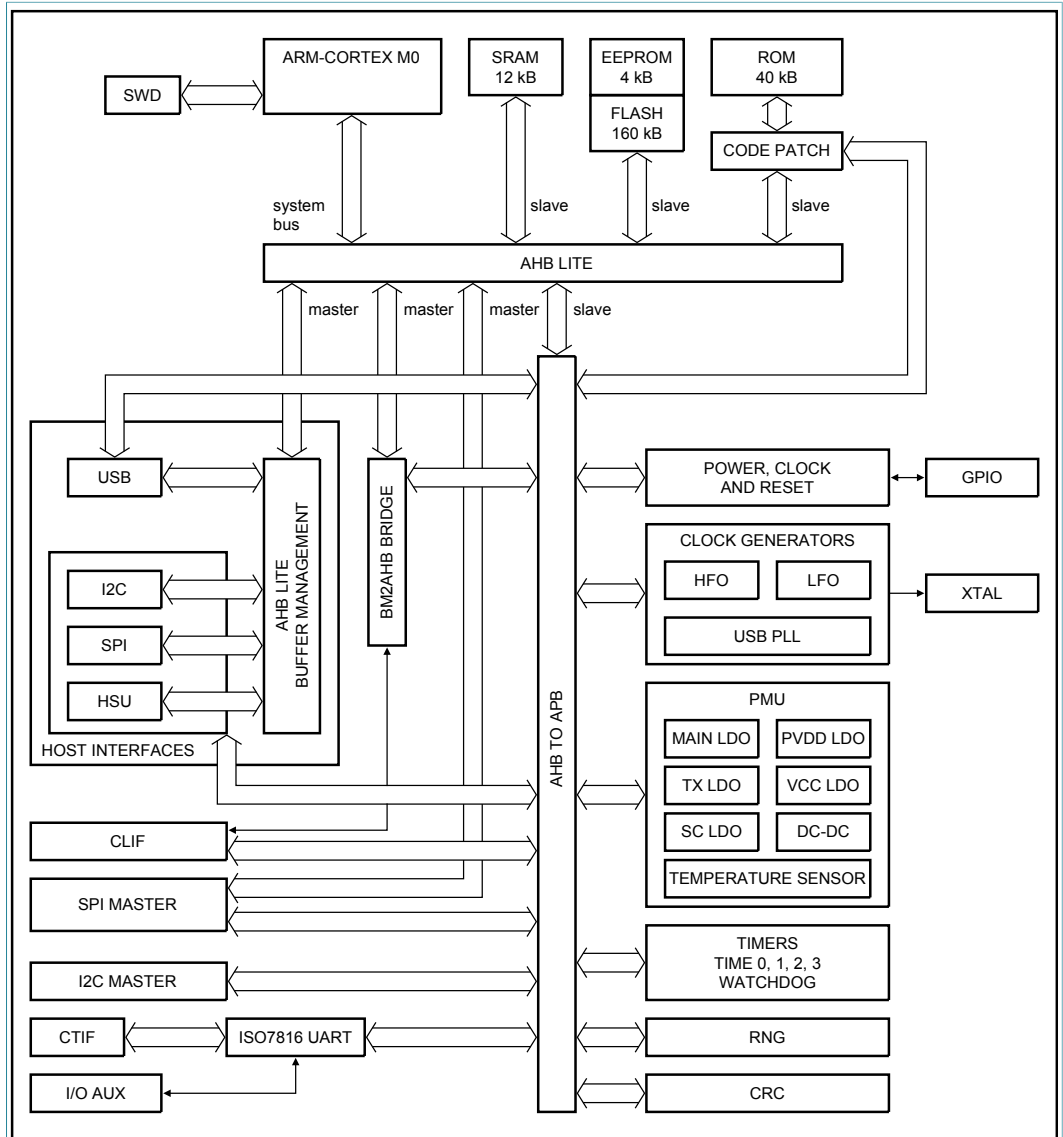 ARM-CORTEX M0
SWD
SRAM
12 kB
EEPROM
4 kB
FLASH
160 kB
ROM
40 kB
CODE PATCH
system
bus
slave
slave
slave
AHB LITE
master
master
master
slave
USB
I2C
SPI
HSU
AHB LITE
BUFFER MANAGEMENT
HOST INTERFACES
BM2AHB BRIDGE
AHB TO APB
POWER, CLOCK
AND RESET
GPIO
CLOCK GENERATORS
HFO
LFO
USB PLL
XTAL
PMU
MAIN LDO
PVDD LDO
TX LDO
VCC LDO
SC LDO
DC-DC
TEMPERATURE SENSOR
CLIF
SPI MASTER
I2C MASTER
CTIF
ISO7816 UART
I/O AUX
TIMERS
TIME 0, 1, 2, 3
WATCHDOG
RNG
CRC